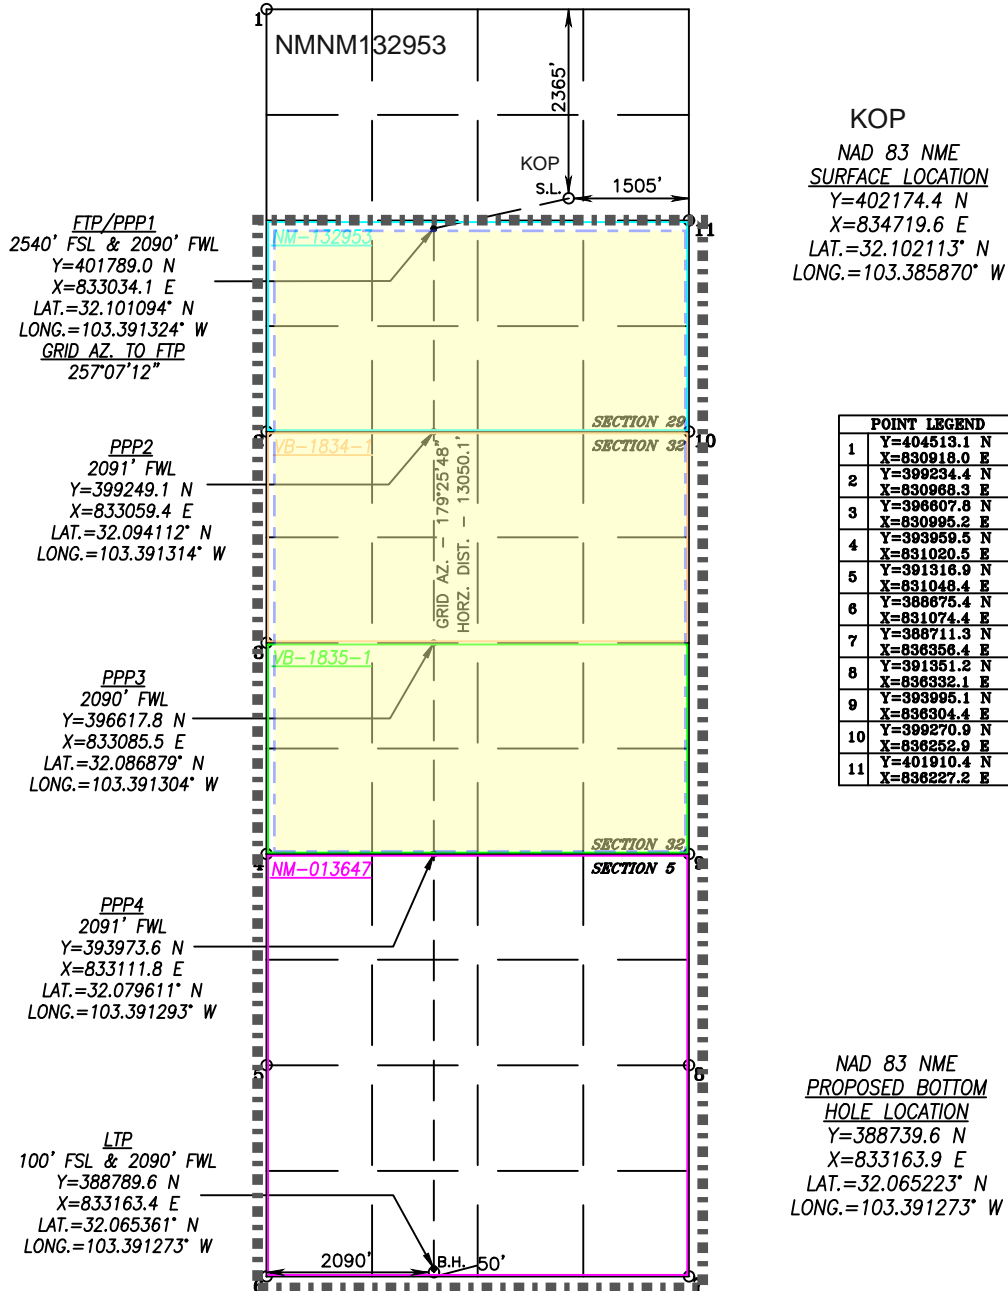 1
NMNM132953
2365'
KOP
S.L.
1505'
KOP
NAD 83 NME
SURFACE LOCATION
Y=402174.4 N
X=834719.6 E
LAT.=32.102113° N
LONG.=103.385870° W
FTP/PPP1
2540' FSL & 2090' FWL
Y=401789.0 N
X=833034.1 E
LAT.=32.101094° N
LONG.=103.391324° W
GRID AZ. TO FTP
257°07'12"
NM-132953
11
SECTION 29
10
VB-1834-1
SECTION 32
GRID AZ. – 179°25'48"
HORZ. DIST. – 13050.1'
PPP2
2091' FWL
Y=399249.1 N
X=833059.4 E
LAT.=32.094112° N
LONG.=103.391314° W
POINT LEGEND
1 Y=404513.1 N
X=830918.0 E
2 Y=399234.4 N
X=830968.3 E
3 Y=396607.8 N
X=830995.2 E
4 Y=393959.5 N
X=831020.5 E
5 Y=391316.9 N
X=831048.4 E
6 Y=388675.4 N
X=831074.4 E
7 Y=388711.3 N
X=836356.4 E
8 Y=391351.2 N
X=836332.1 E
9 Y=393995.1 N
X=836304.4 E
10 Y=399270.9 N
X=836252.9 E
11 Y=401910.4 N
X=836227.2 E
VB-1835-1
PPP3
2090' FWL
Y=396617.8 N
X=833085.5 E
LAT.=32.086879° N
LONG.=103.391304° W
SECTION 32
4
NM-013647
SECTION 5
9
PPP4
2091' FWL
Y=393973.6 N
X=833111.8 E
LAT.=32.079611° N
LONG.=103.391293° W
5
8
NAD 83 NME
PROPOSED BOTTOM
HOLE LOCATION
Y=388739.6 N
X=833163.9 E
LAT.=32.065223° N
LONG.=103.391273° W
LTP
100' FSL & 2090' FWL
Y=388789.6 N
X=833163.4 E
LAT.=32.065361° N
LONG.=103.391273° W
2090'
B.H.
50'
6